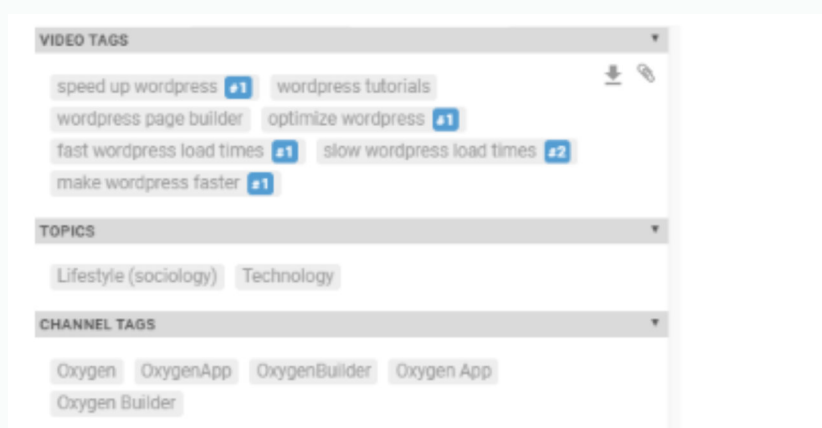 VIDEO TAGS
speed up wordpress #1 wordpress tutorials
wordpress page builder optimize wordpress #1
fast wordpress load times #1 slow wordpress load times #2
make wordpress faster #1
TOPICS
Lifestyle (sociology) Technology
CHANNEL TAGS
Oxygen OxygenApp OxygenBuilder Oxygen App
Oxygen Builder